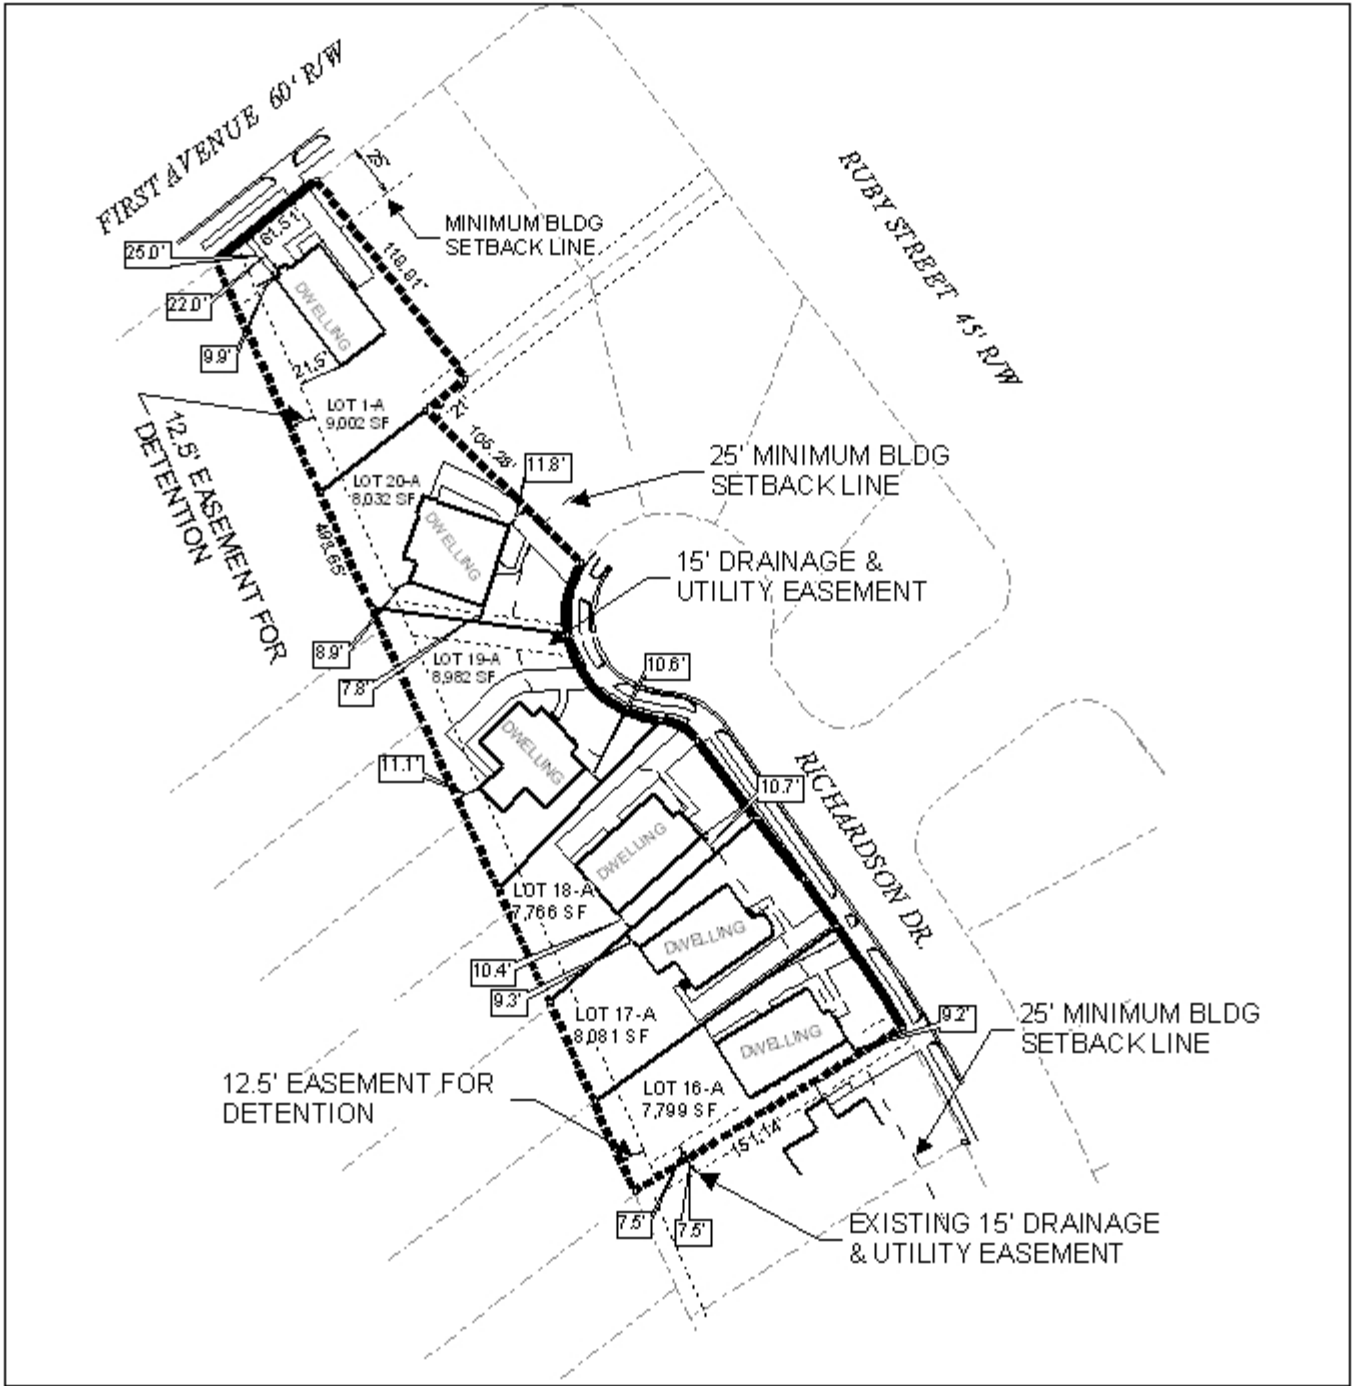 FIRST AVENUE 60' R/W
RUBY STREET 45' R/W
25'
MINIMUM BLDG
SETBACK LINE
61.51'
25.0'
22.0'
9.9'
DWELLING
21.5'
LOT 1-A
9,002 SF
12.5' EASEMENT FOR
DETENTION
105.28'
11.8'
25' MINIMUM BLDG
SETBACK LINE
LOT 20-A
8,032 SF
DWELLING
493.65'
15' DRAINAGE &
UTILITY EASEMENT
8.9'
7.8'
LOT 19-A
8,982 SF
10.6'
DWELLING
11.1'
RICHARDSON DR.
10.7'
DWELLING
LOT 18-A
7,766 SF
DWELLING
10.4'
9.3'
LOT 17-A
8,081 SF
9.2'
25' MINIMUM BLDG
SETBACK LINE
DWELLING
12.5' EASEMENT FOR
DETENTION
LOT 16-A
7,799 SF
151.14'
7.5'
7.5'
EXISTING 15' DRAINAGE
& UTILITY EASEMENT